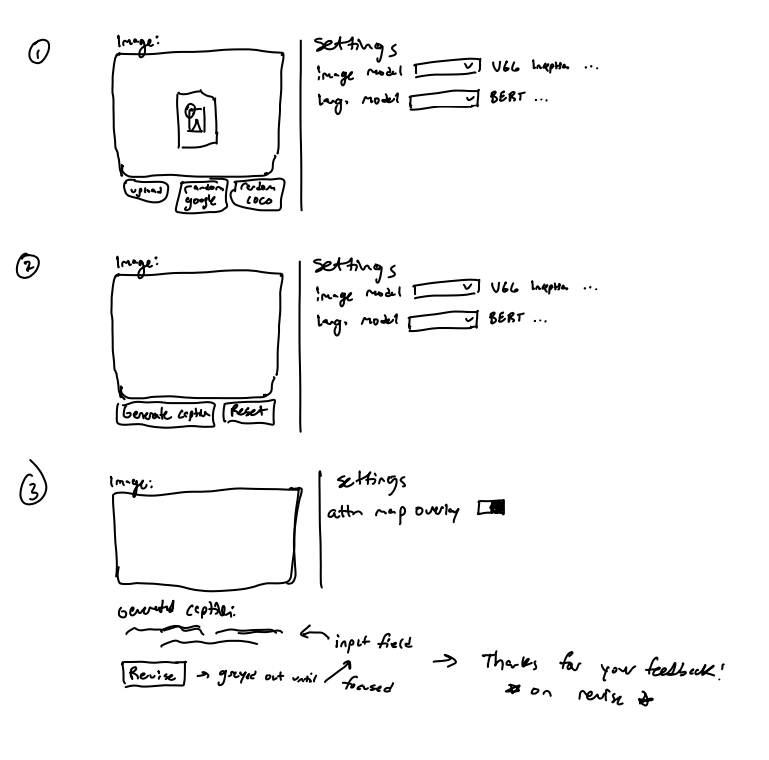 1
Image:
settings
image model VGG Inception ...
lang. model BERT ...
upload
random google
random COCO
2
Image:
settings
image model VGG Inception ...
lang. model BERT ...
Generate caption
Reset
3
Image:
settings
attn map overlay
Generated caption:
input field
Revise → greyed out until focused
→ Thanks for your feedback!
* on revise *